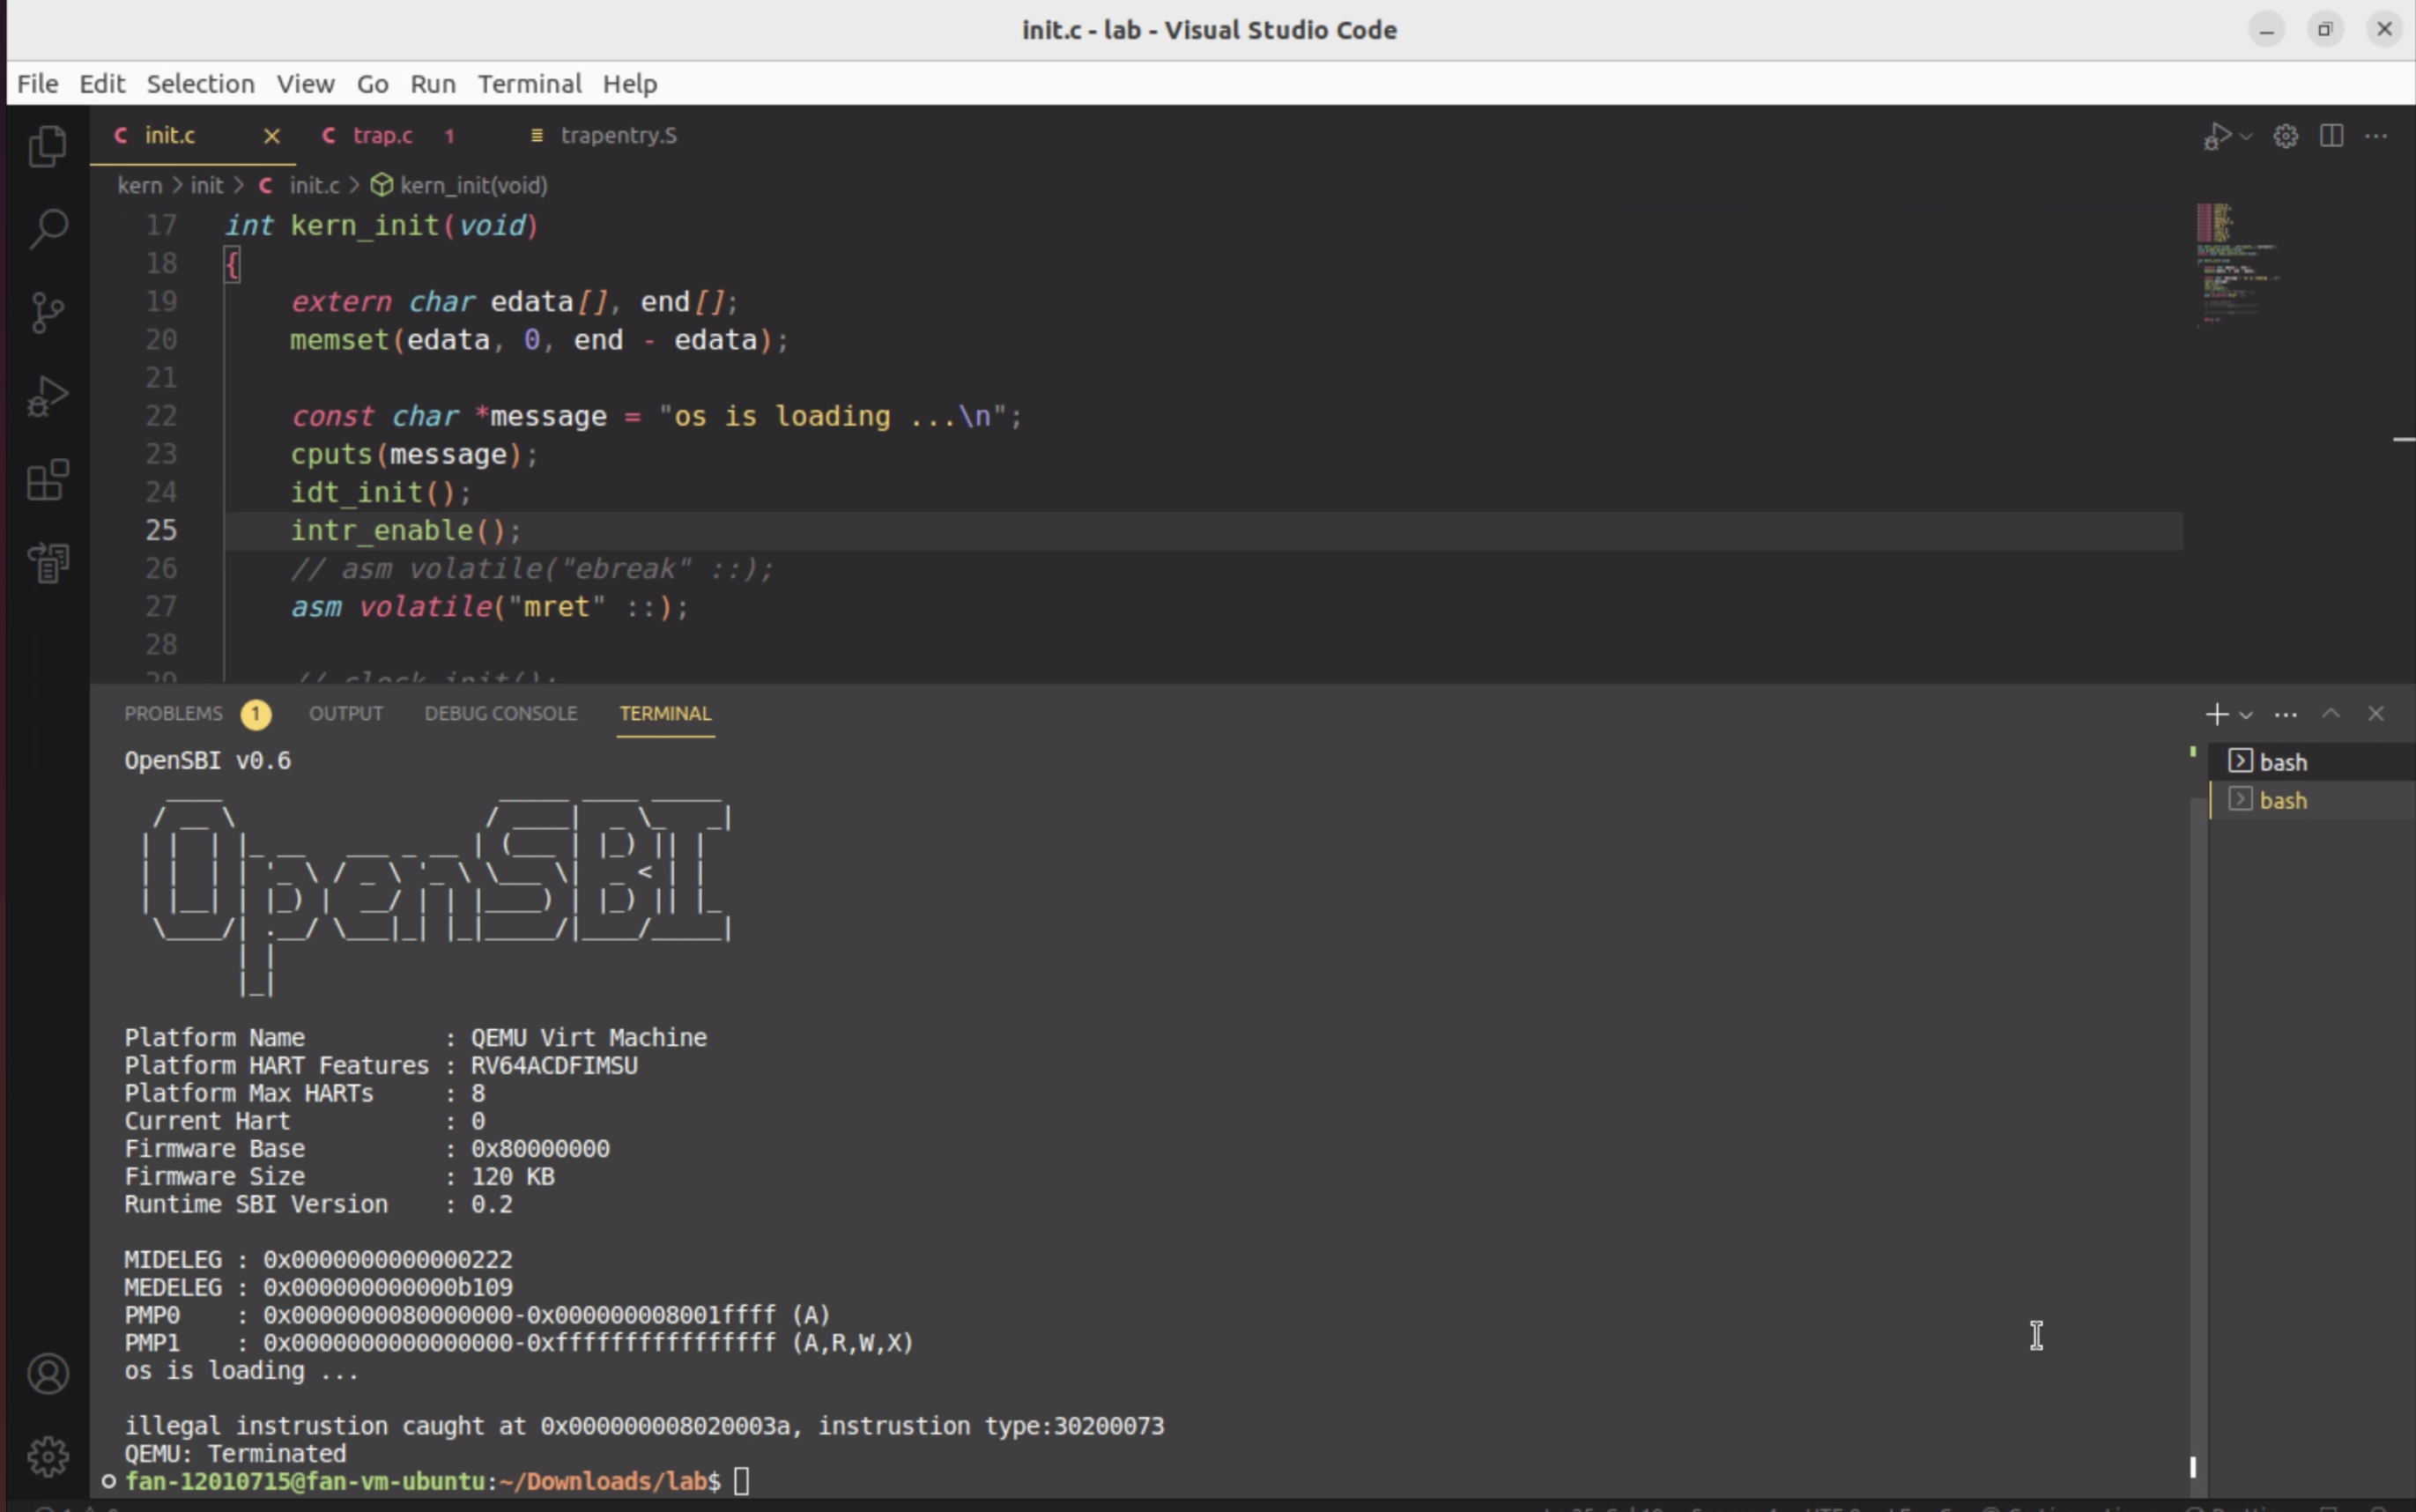 init.c - lab - Visual Studio Code
File Edit Selection View Go Run Terminal Help
C init.c C trap.c 1 trapentry.S
kern > init > C init.c > kern_init(void)
17 int kern_init(void)
18 {
19 extern char edata[], end[];
20 memset(edata, 0, end - edata);
21
22 const char *message = "os is loading ...\n";
23 cputs(message);
24 idt_init();
25 intr_enable();
26 // asm volatile("ebreak" ::);
27 asm volatile("mret" ::);
28
29 // clock_init();
PROBLEMS 1 OUTPUT DEBUG CONSOLE TERMINAL
bash
bash
OpenSBI v0.6
OpenSBI
Platform Name : QEMU Virt Machine
Platform HART Features : RV64ACDFIMSU
Platform Max HARTs : 8
Current Hart : 0
Firmware Base : 0x80000000
Firmware Size : 120 KB
Runtime SBI Version : 0.2
MIDELEG : 0x0000000000000222
MEDELEG : 0x000000000000b109
PMP0 : 0x0000000080000000-0x000000008001ffff (A)
PMP1 : 0x0000000000000000-0xffffffffffffffff (A,R,W,X)
os is loading ...
illegal instrustion caught at 0x000000008020003a, instrustion type:30200073
QEMU: Terminated
fan-12010715@fan-vm-ubuntu:~/Downloads/lab$